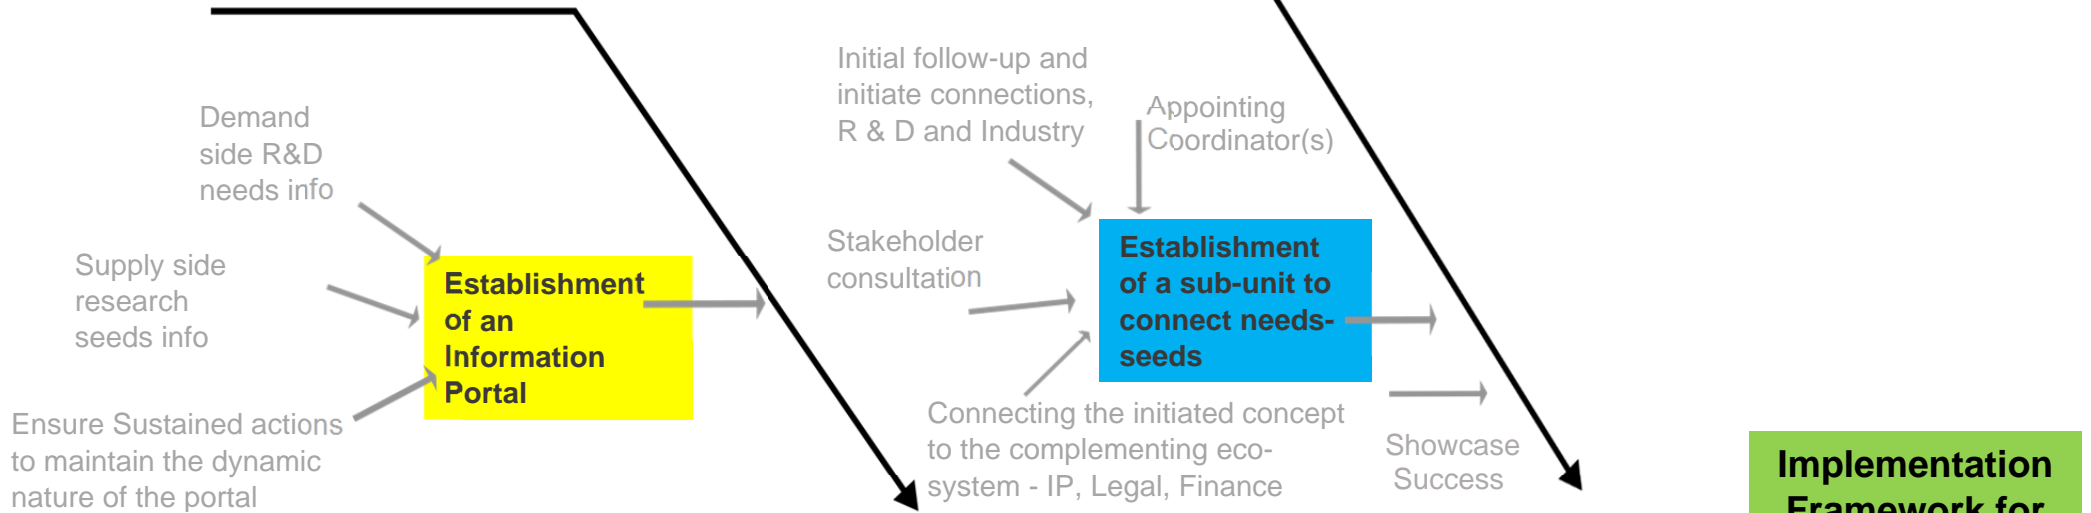 Demand
side R&D
needs info
Supply side
research
seeds info
Ensure Sustained actions
to maintain the dynamic
nature of the portal
Establishment
of an
Information
Portal
Initial follow-up and
initiate connections,
R & D and Industry
Appointing
Coordinator(s)
Stakeholder
consultation
Establishment
of a sub-unit to
connect needs-
seeds
Connecting the initiated concept
to the complementing eco-
system - IP, Legal, Finance
Showcase
Success
Implementation
Framework for